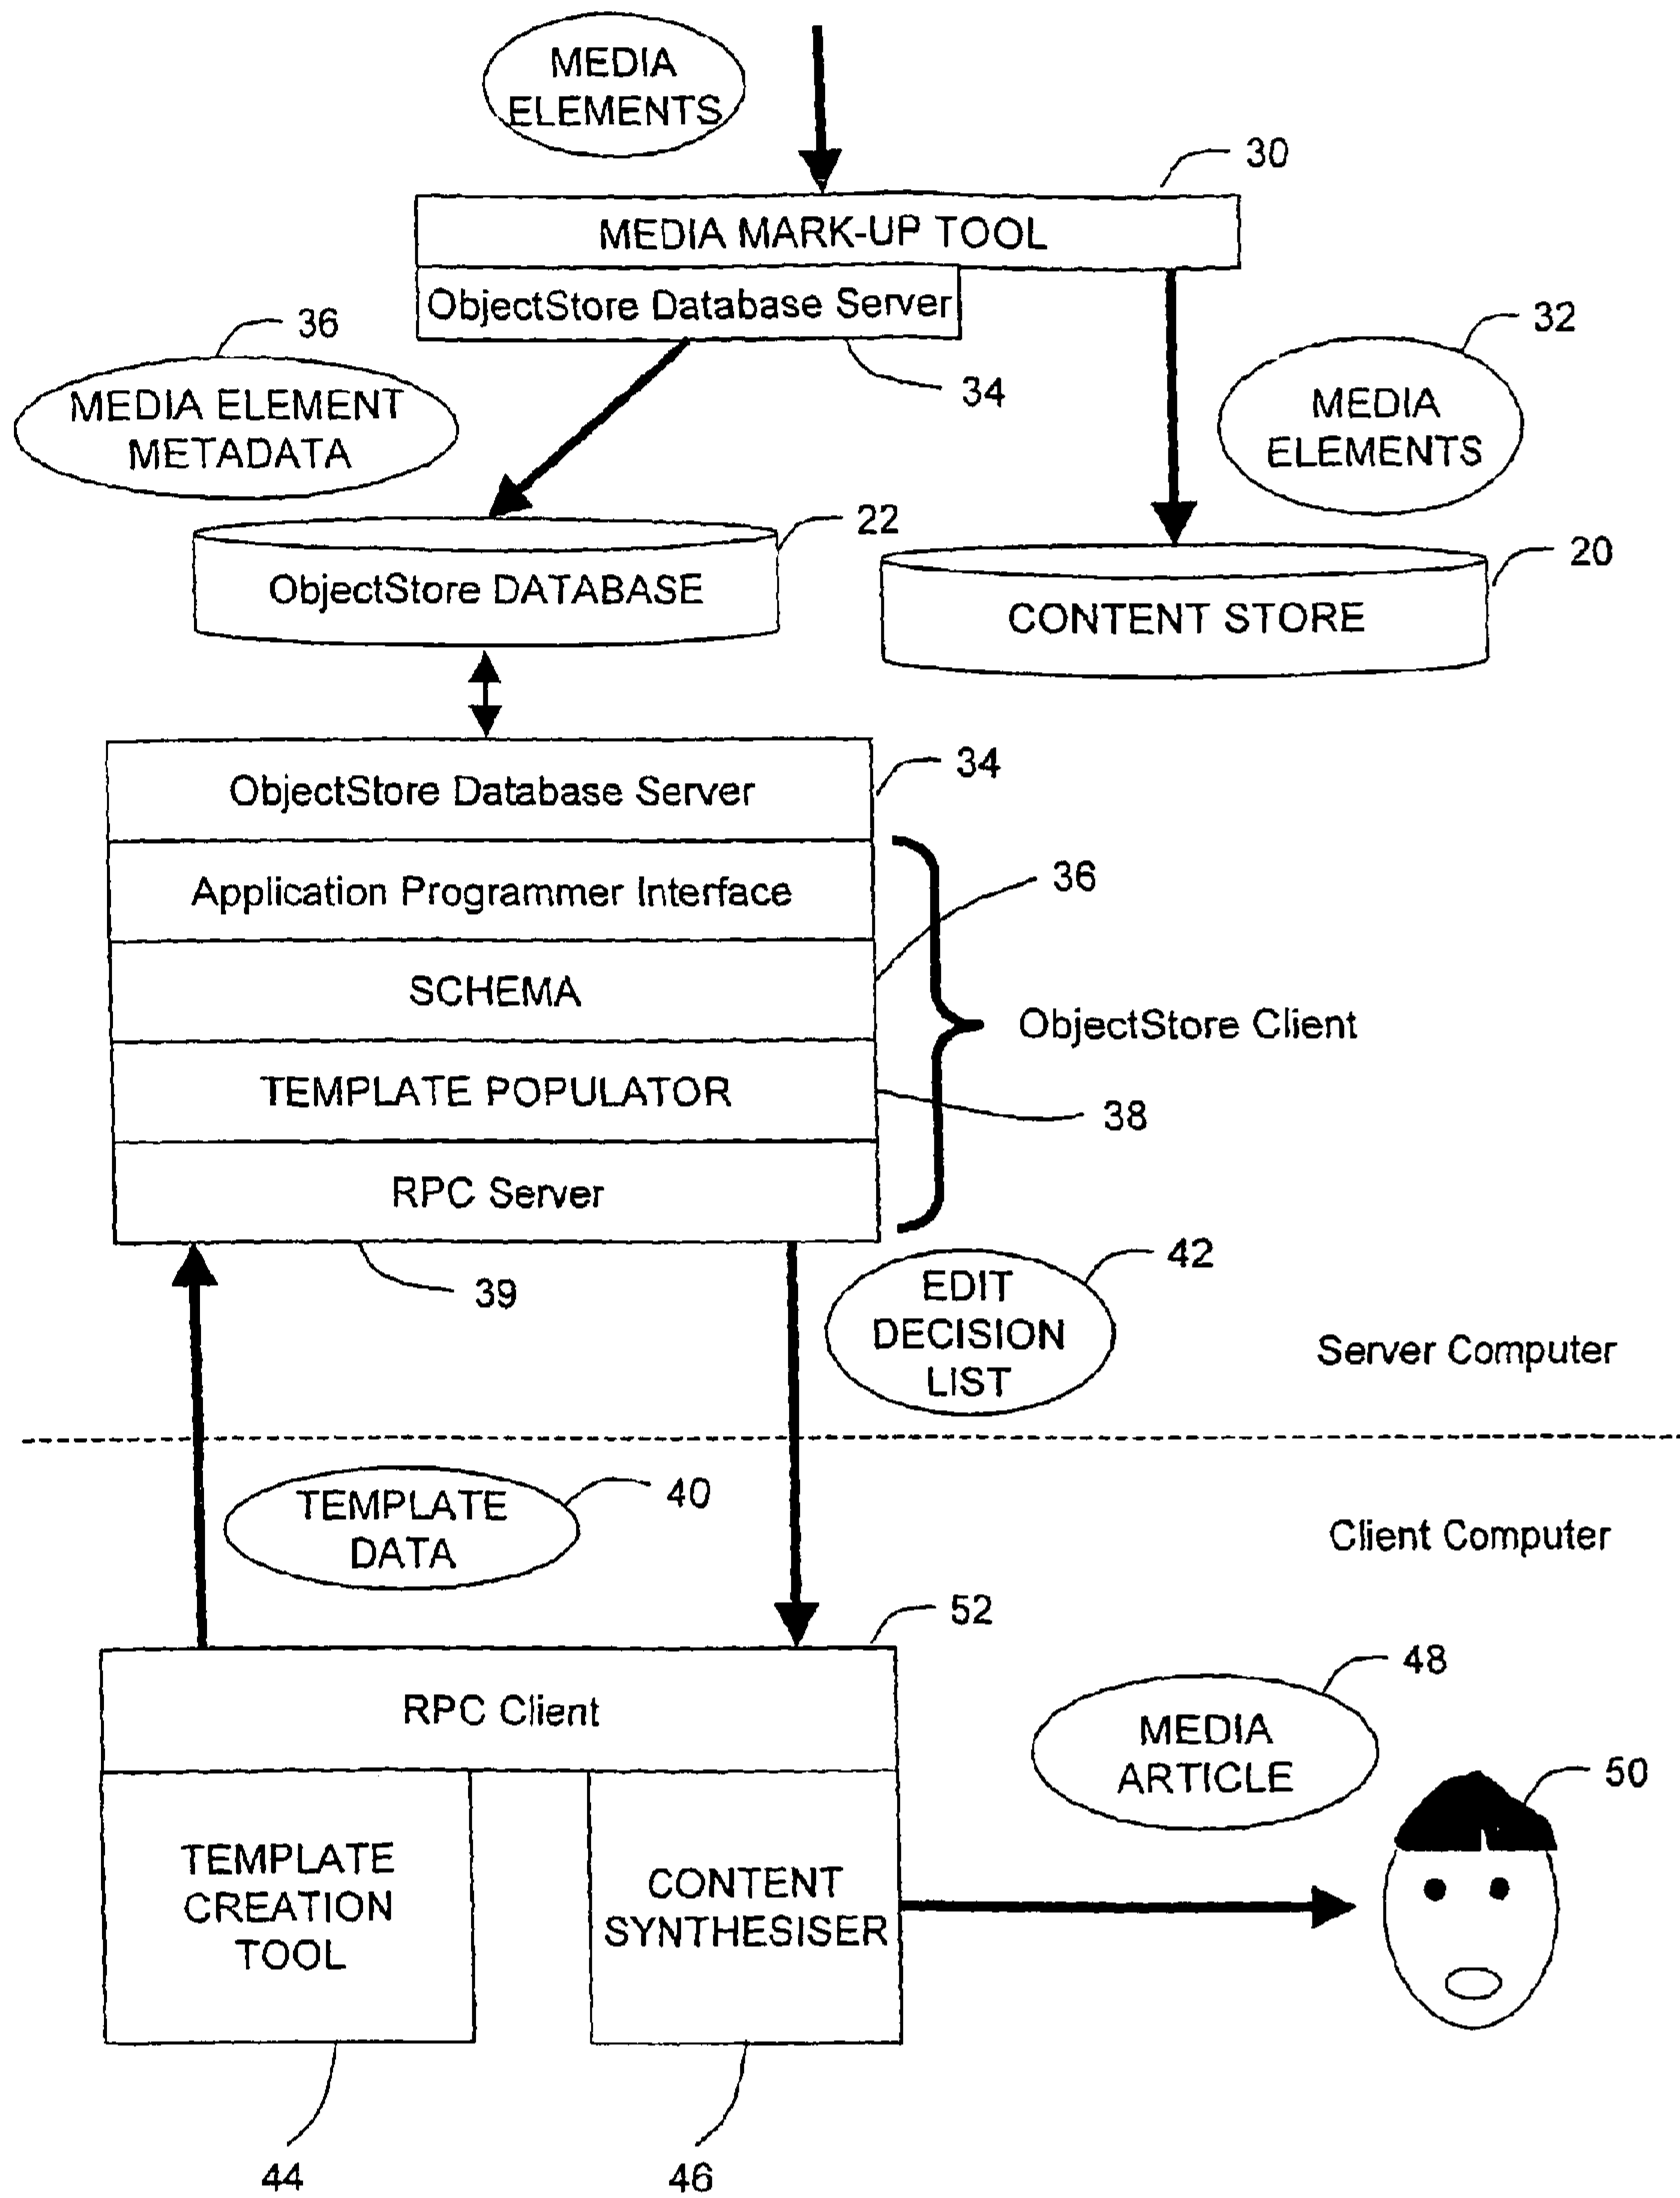 MEDIA
ELEMENTS
30
MEDIA MARK-UP TOOL
ObjectStore Database Server
36
32
34
MEDIA ELEMENT
METADATA
MEDIA
ELEMENTS
22
20
ObjectStore DATABASE
CONTENT STORE
34
ObjectStore Database Server
Application Programmer Interface
36
SCHEMA
ObjectStore Client
TEMPLATE POPULATOR
38
RPC Server
42
39
EDIT
DECISION
LIST
Server Computer
40
TEMPLATE
DATA
Client Computer
52
48
RPC Client
MEDIA
ARTICLE
50
TEMPLATE
CREATION
TOOL
CONTENT
SYNTHESISER
44
46